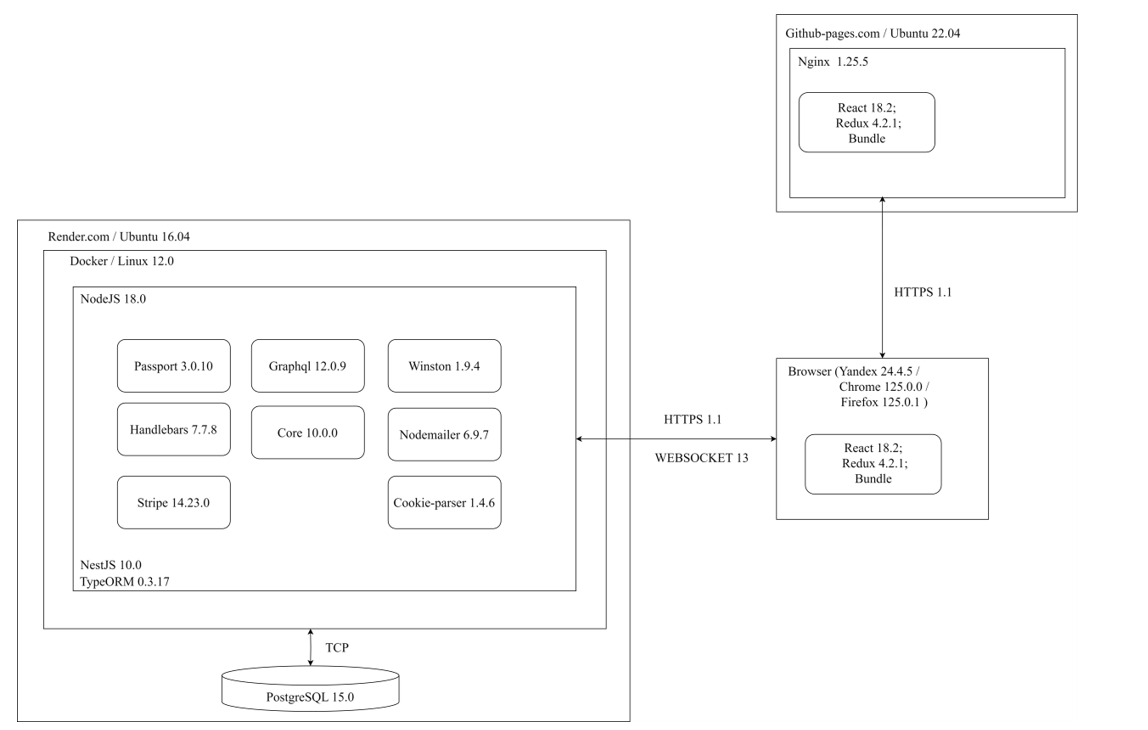 Github-pages.com / Ubuntu 22.04
Nginx 1.25.5
React 18.2;
Redux 4.2.1;
Bundle
Render.com / Ubuntu 16.04
Docker / Linux 12.0
NodeJS 18.0
Passport 3.0.10
Graphql 12.0.9
Winston 1.9.4
Handlebars 7.7.8
Core 10.0.0
Nodemailer 6.9.7
Stripe 14.23.0
Cookie-parser 1.4.6
NestJS 10.0
TypeORM 0.3.17
TCP
PostgreSQL 15.0
HTTPS 1.1
WEBSOCKET 13
HTTPS 1.1
Browser (Yandex 24.4.5 /
Chrome 125.0.0 /
Firefox 125.0.1 )
React 18.2;
Redux 4.2.1;
Bundle